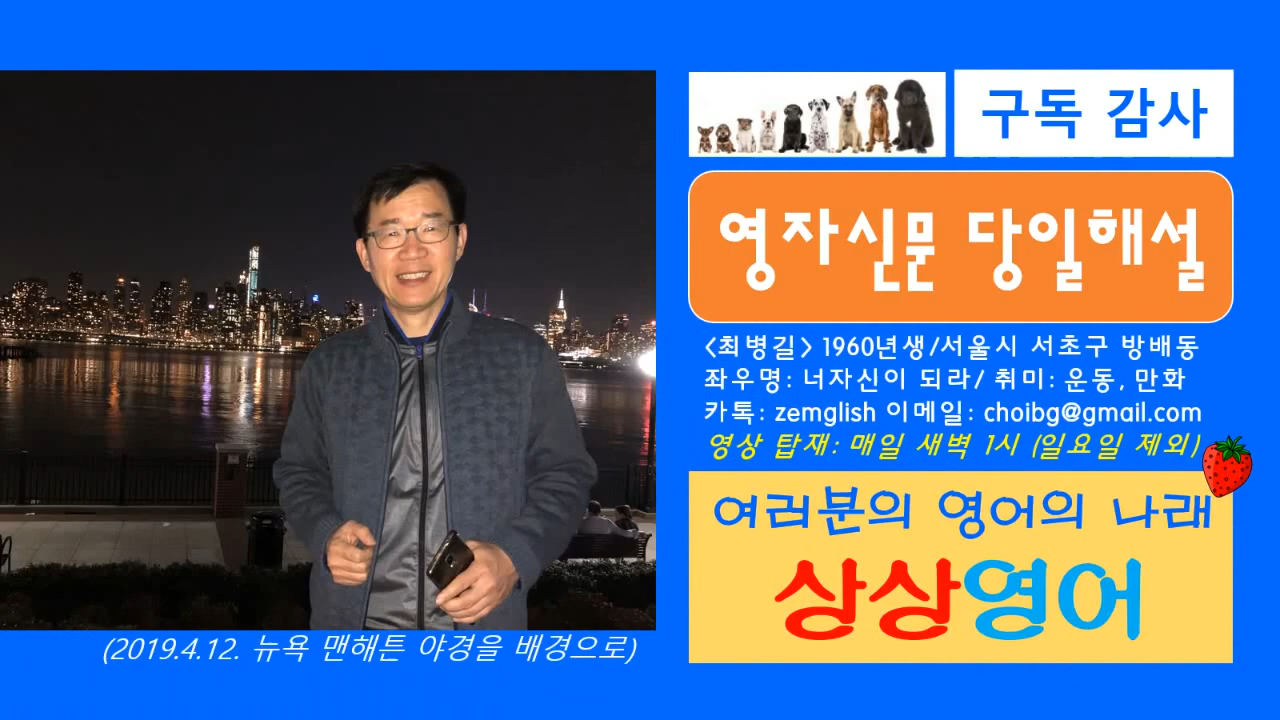 구독 감사
영자신문 당일해설
<최병길> 1960년생/서울시 서초구 방배동
좌우명: 너자신이 되라/ 취미: 운동, 만화
카톡: zemglish 이메일: choibg@gmail.com
영상 탑재: 매일 새벽 1시 (일요일 제외)
여러분의 영어의 나래
상상영어
(2019.4.12. 뉴욕 맨해튼 야경을 배경으로)